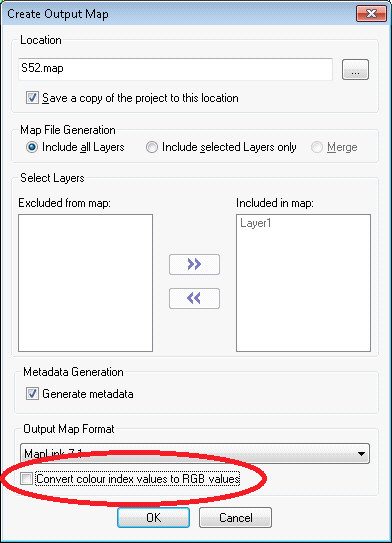 Create Output Map
Location
S52.map
...
Save a copy of the project to this location
Map File Generation
Include all Layers
Include selected Layers only
Merge
Select Layers
Excluded from map:
Included in map:
Layer1
>>
<<
Metadata Generation
Generate metadata
Output Map Format
MapLink 7.1
Convert colour index values to RGB values
OK
Cancel